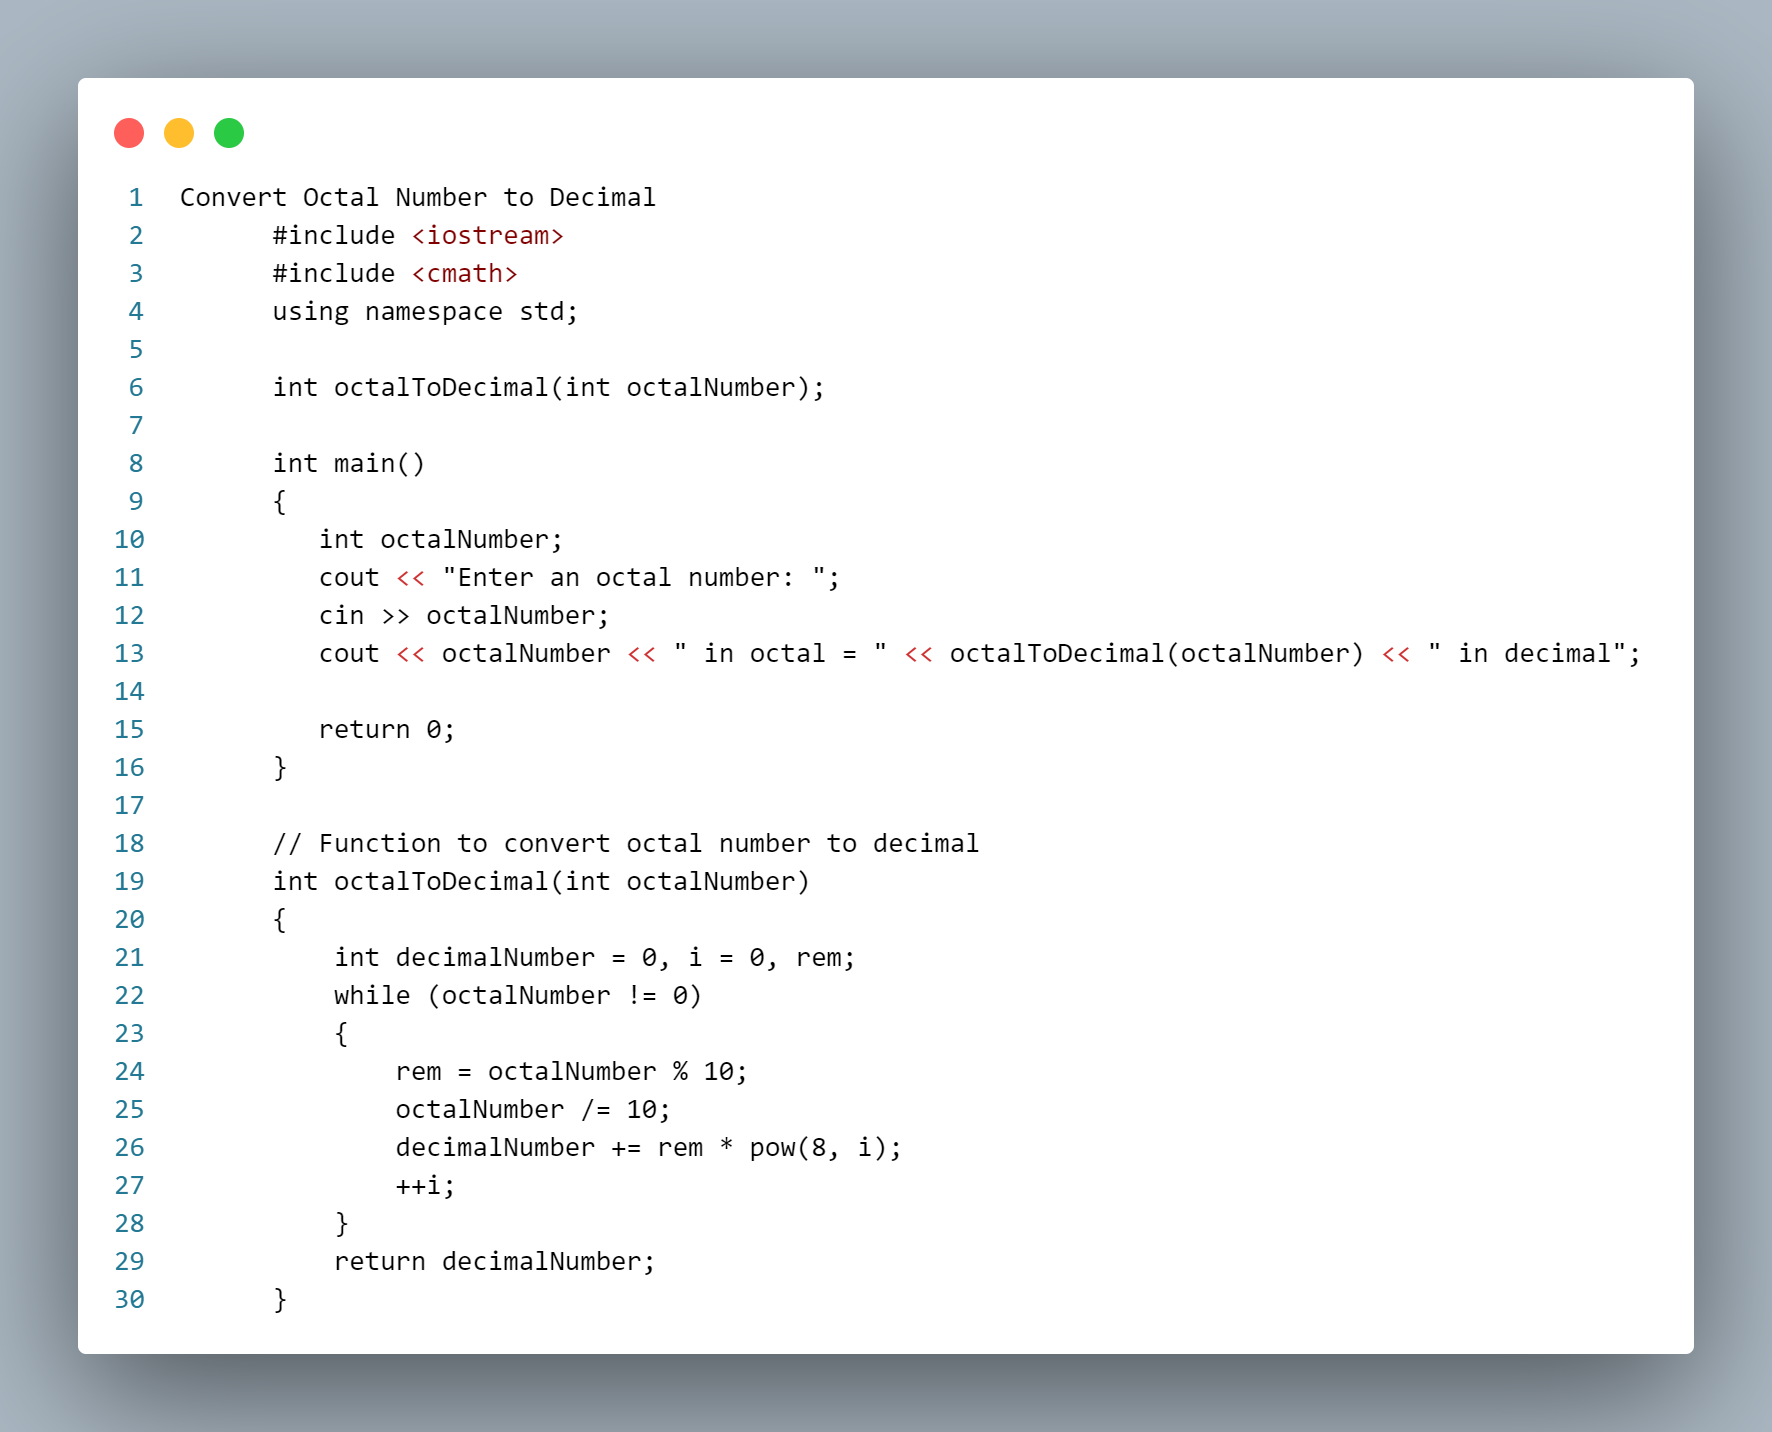 1 Convert Octal Number to Decimal
2 #include <iostream>
3 #include <cmath>
4 using namespace std;
5
6 int octalToDecimal(int octalNumber);
7
8 int main()
9 {
10 int octalNumber;
11 cout << "Enter an octal number: ";
12 cin >> octalNumber;
13 cout << octalNumber << " in octal = " << octalToDecimal(octalNumber) << " in decimal";
14
15 return 0;
16 }
17
18 // Function to convert octal number to decimal
19 int octalToDecimal(int octalNumber)
20 {
21 int decimalNumber = 0, i = 0, rem;
22 while (octalNumber != 0)
23 {
24 rem = octalNumber % 10;
25 octalNumber /= 10;
26 decimalNumber += rem * pow(8, i);
27 ++i;
28 }
29 return decimalNumber;
30 }